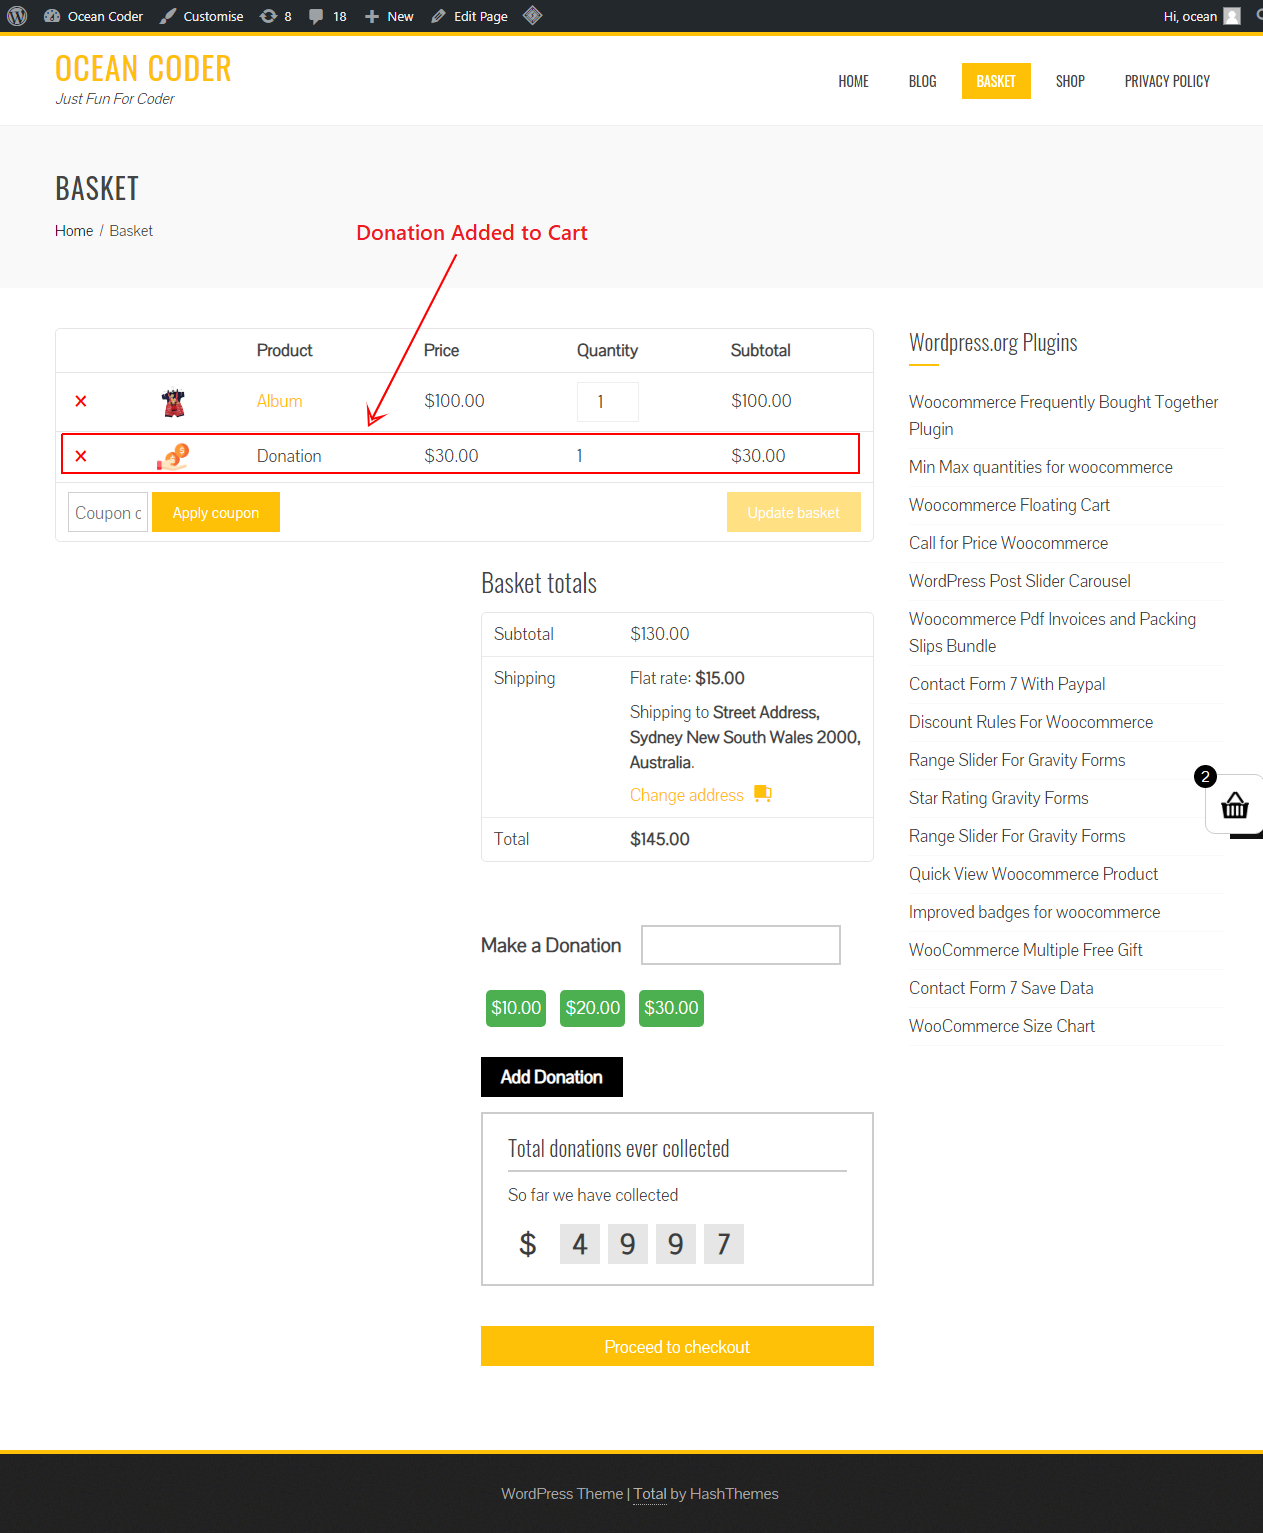 Ocean Coder Customise 8 18 New Edit Page Hi, ocean
OCEAN CODER
Just Fun For Coder
HOME BLOG BASKET SHOP PRIVACY POLICY
BASKET
Home / Basket
Donation Added to Cart
Product Price Quantity Subtotal
× Album $100.00 1 $100.00
× Donation $30.00 1 $30.00
Coupon c Apply coupon Update basket
Basket totals
Subtotal $130.00
Shipping Flat rate: $15.00
Shipping to Street Address,
Sydney New South Wales 2000,
Australia.
Change address
Total $145.00
Make a Donation
$10.00 $20.00 $30.00
Add Donation
Total donations ever collected
So far we have collected
$ 4 9 9 7
Proceed to checkout
Wordpress.org Plugins
Woocommerce Frequently Bought Together
Plugin
Min Max quantities for woocommerce
Woocommerce Floating Cart
Call for Price Woocommerce
WordPress Post Slider Carousel
Woocommerce Pdf Invoices and Packing
Slips Bundle
Contact Form 7 With Paypal
Discount Rules For Woocommerce
Range Slider For Gravity Forms
Star Rating Gravity Forms
Range Slider For Gravity Forms
Quick View Woocommerce Product
Improved badges for woocommerce
WooCommerce Multiple Free Gift
Contact Form 7 Save Data
WooCommerce Size Chart
2
WordPress Theme | Total by HashThemes